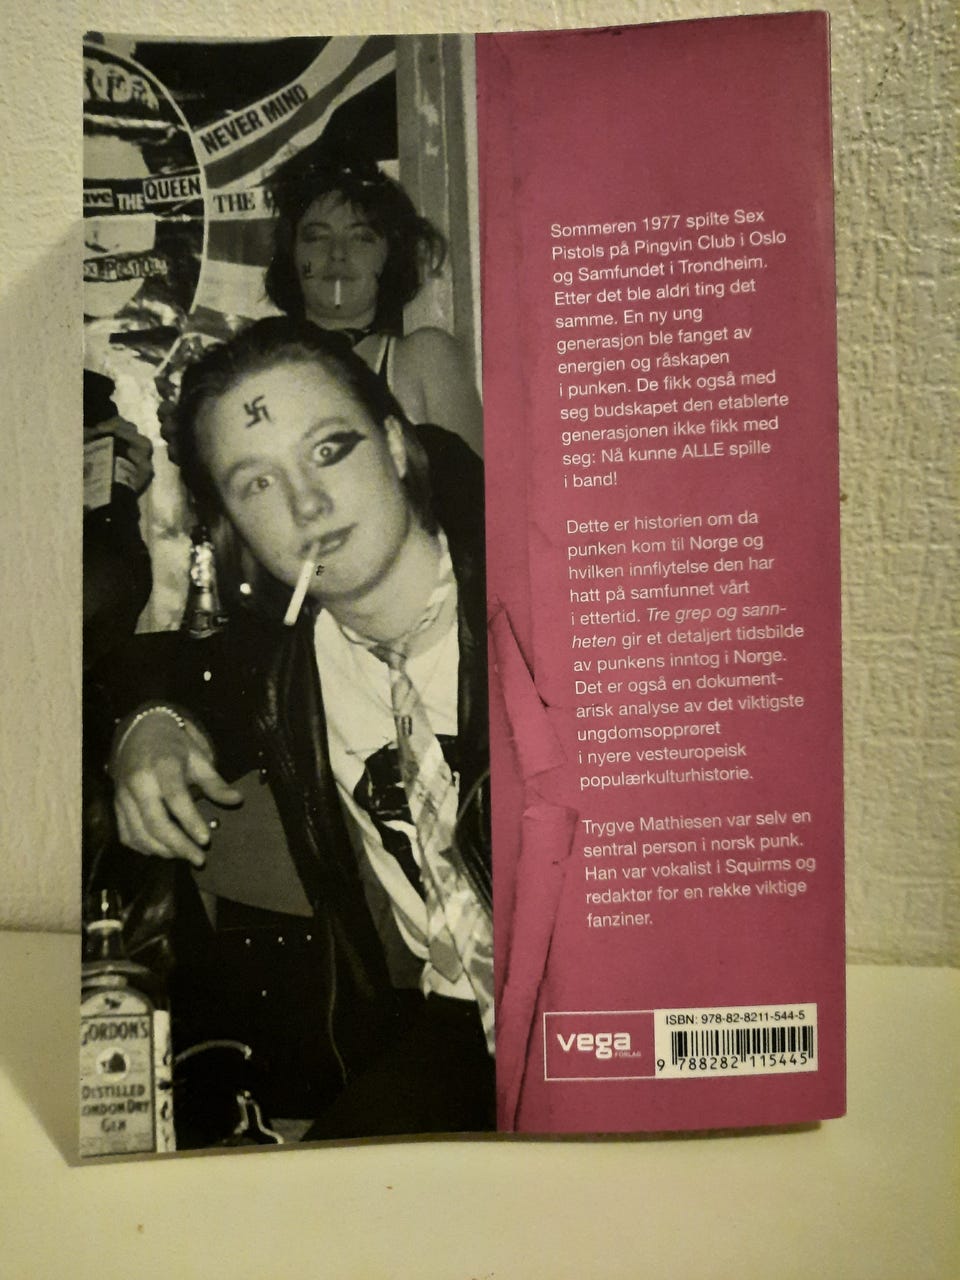 NEVER MIND
THE QUEEN
THE
GORDON'S
DISTILLED
LONDON DRY
GIN
Sommeren 1977 spilte Sex
Pistols på Pingvin Club i Oslo
og Samfundet i Trondheim.
Etter det ble aldri ting det
samme. En ny ung
generasjon ble fanget av
energien og råskapen
i punken. De fikk også med
seg budskapet den etablerte
generasjonen ikke fikk med
seg: Nå kunne ALLE spille
i band!
Dette er historien om da
punken kom til Norge og
hvilken innflytelse den har
hatt på samfunnet vårt
i ettertid. Tre grep og sann-
heten gir et detaljert tidsbilde
av punkens inntog i Norge.
Det er også en dokument-
arisk analyse av det viktigste
ungdomsopprøret
i nyere vesteuropeisk
populærkulturhistorie.
Trygve Mathiesen var selv en
sentral person i norsk punk.
Han var vokalist i Squirms og
redaktør for en rekke viktige
fanziner.
vega
FORLAG
ISBN: 978-82-8211-544-5
9 788282 115445